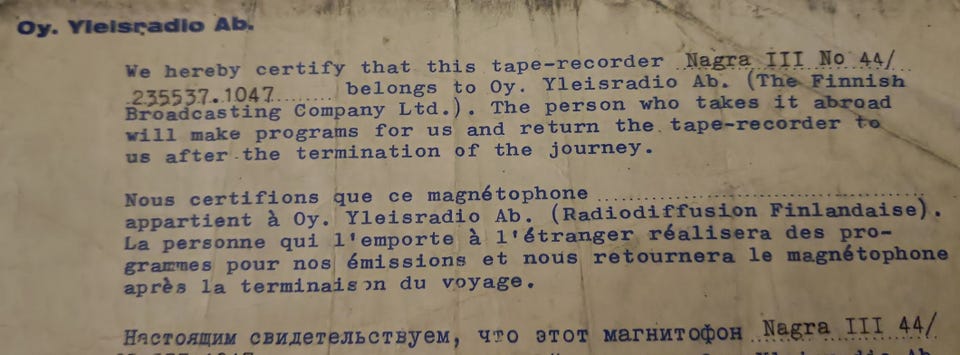 Oy. Yleisradio Ab.
We hereby certify that this tape-recorder Nagra III No 44/
235537.1047 belongs to Oy. Yleisradio Ab. (The Finnish
Broadcasting Company Ltd.). The person who takes it abroad
will make programs for us and return the tape-recorder to
us after the termination of the journey.
Nous certifions que ce magnétophone
appartient à Oy. Yleisradio Ab. (Radiodiffusion Finlandaise).
La personne qui l'emporte à l'étranger réalisera des pro-
grammes pour nos émissions et nous retournera le magnétophone
après la terminaison du voyage.
Настоящим свидетельствуем, что этот магнитофон Nagra III 44/